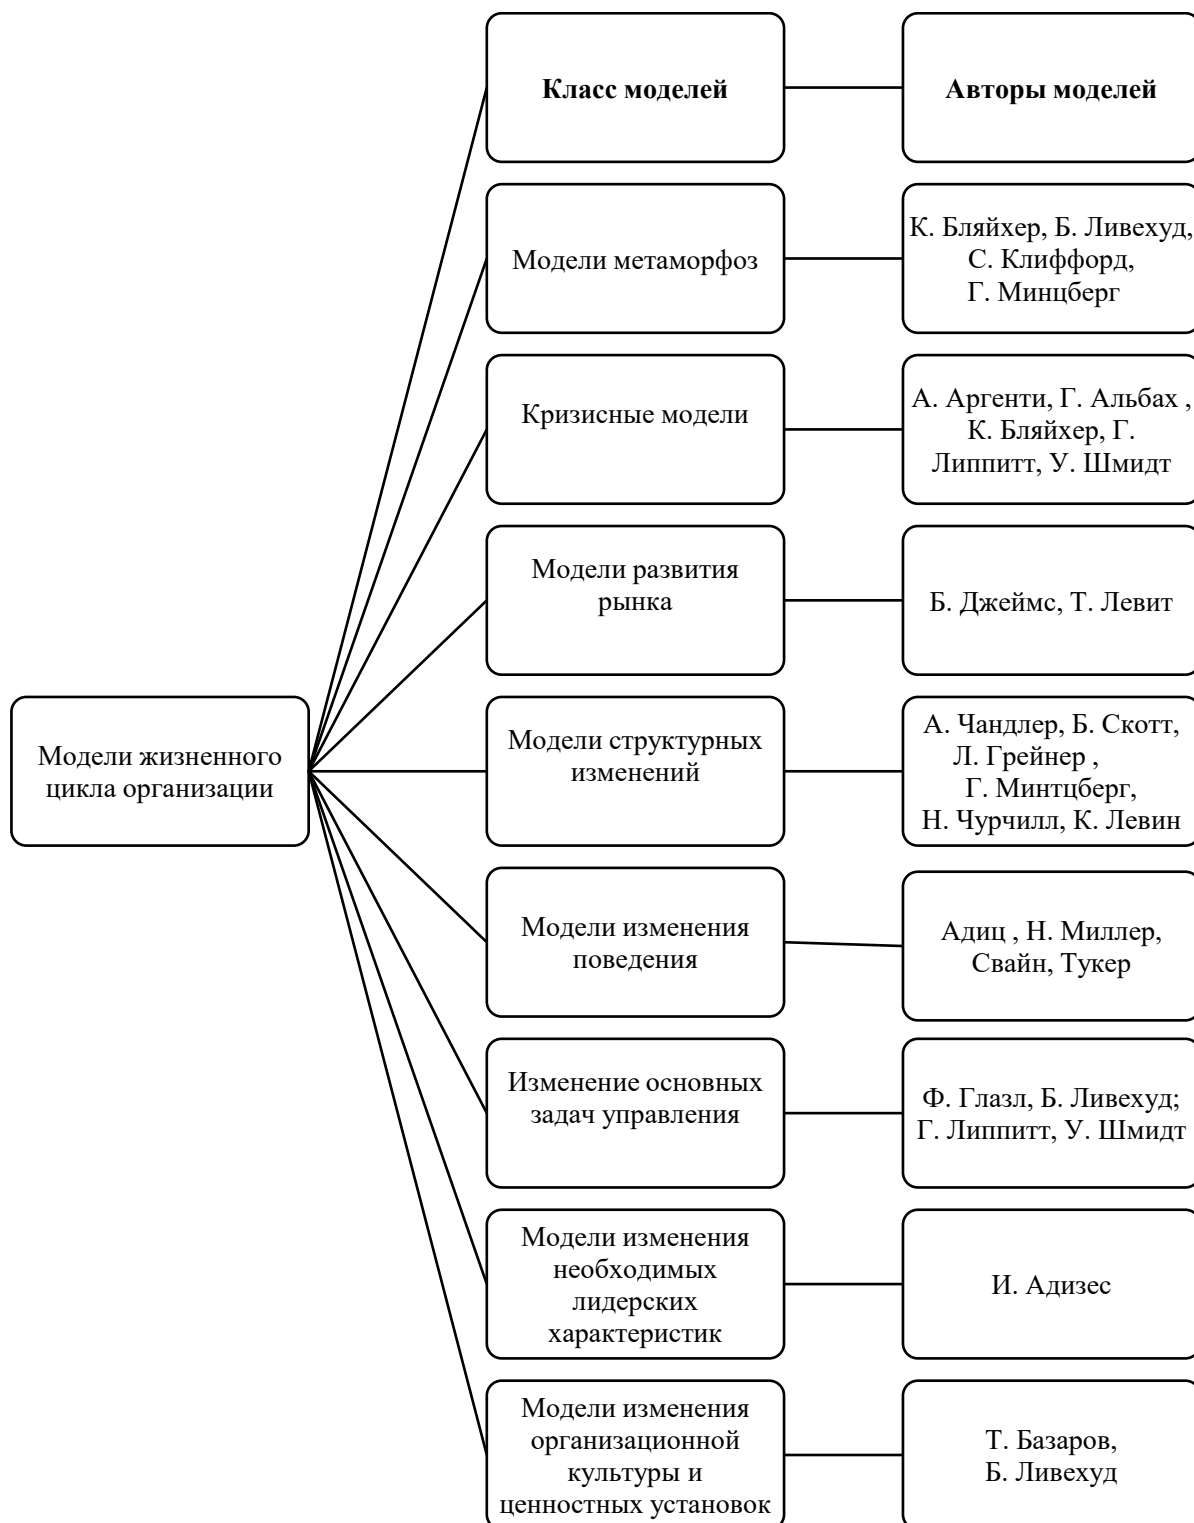 Класс моделей
Авторы моделей
Модели метаморфоз
К. Бляйхер, Б. Ливехуд,
С. Клиффорд,
Г. Минцберг
Кризисные модели
А. Аргенти, Г. Альбах ,
К. Бляйхер, Г.
Липпитт, У. Шмидт
Модели развития
рынка
Б. Джеймс, Т. Левит
Модели жизненного
цикла организации
Модели структурных
изменений
А. Чандлер, Б. Скотт,
Л. Грейнер ,
Г. Минтцберг,
Н. Чурчилл, К. Левин
Модели изменения
поведения
Адиц , Н. Миллер,
Свайн, Тукер
Изменение основных
задач управления
Ф. Глазл, Б. Ливехуд;
Г. Липпитт, У. Шмидт
Модели изменения
необходимых
лидерских
характеристик
И. Адизес
Модели изменения
организационной
культуры и
ценностных установок
Т. Базаров,
Б. Ливехуд